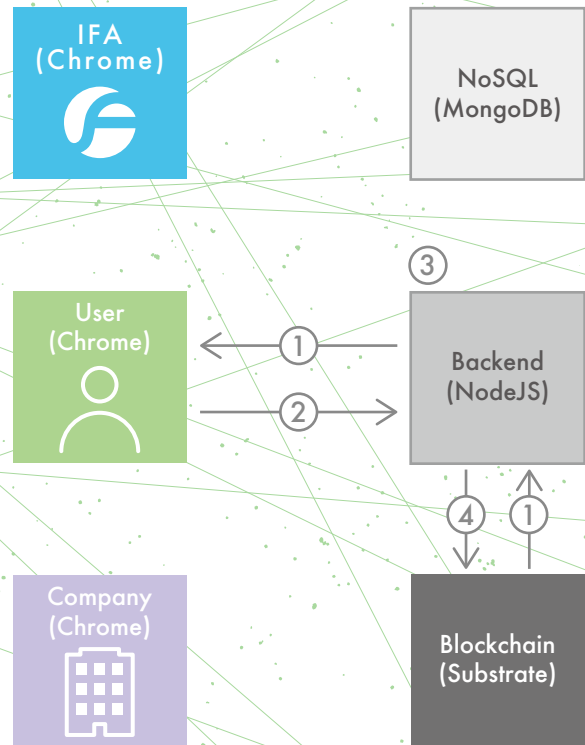 IFA
(Chrome)
NoSQL
(MongoDB)
3
User
(Chrome)
1
Backend
(NodeJS)
2
4
1
Company
(Chrome)
Blockchain
(Substrate)